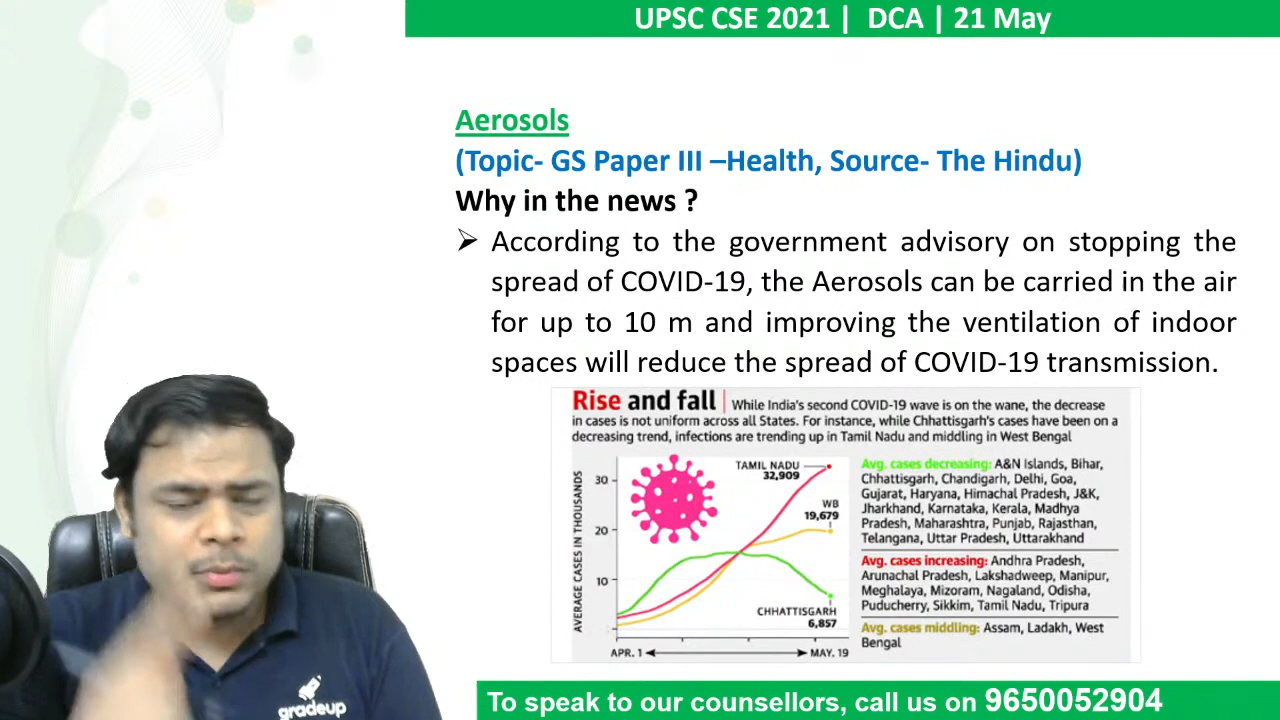 UPSC CSE 2021 | DCA | 21 May
Aerosols
(Topic- GS Paper III –Health, Source- The Hindu)
Why in the news ?
➢ According to the government advisory on stopping the
spread of COVID-19, the Aerosols can be carried in the air
for up to 10 m and improving the ventilation of indoor
spaces will reduce the spread of COVID-19 transmission.
Rise and fall | While India's second COVID-19 wave is on the wane, the decrease
in cases is not uniform across all States. For instance, while Chhattisgarh's cases have been on a
decreasing trend, infections are trending up in Tamil Nadu and middling in West Bengal
AVERAGE CASES IN THOUSANDS
30
20
10
TAMIL NADU
32,909
WB
19,679
CHHATTISGARH
6,857
APR. 1
MAY. 19
Avg. cases decreasing: A&N Islands, Bihar,
Chhattisgarh, Chandigarh, Delhi, Goa,
Gujarat, Haryana, Himachal Pradesh, J&K,
Jharkhand, Karnataka, Kerala, Madhya
Pradesh, Maharashtra, Punjab, Rajasthan,
Telangana, Uttar Pradesh, Uttarakhand
Avg. cases increasing: Andhra Pradesh,
Arunachal Pradesh, Lakshadweep, Manipur,
Meghalaya, Mizoram, Nagaland, Odisha,
Puducherry, Sikkim, Tamil Nadu, Tripura
Avg. cases middling: Assam, Ladakh, West
Bengal
gradeup
To speak to our counsellors, call us on 9650052904